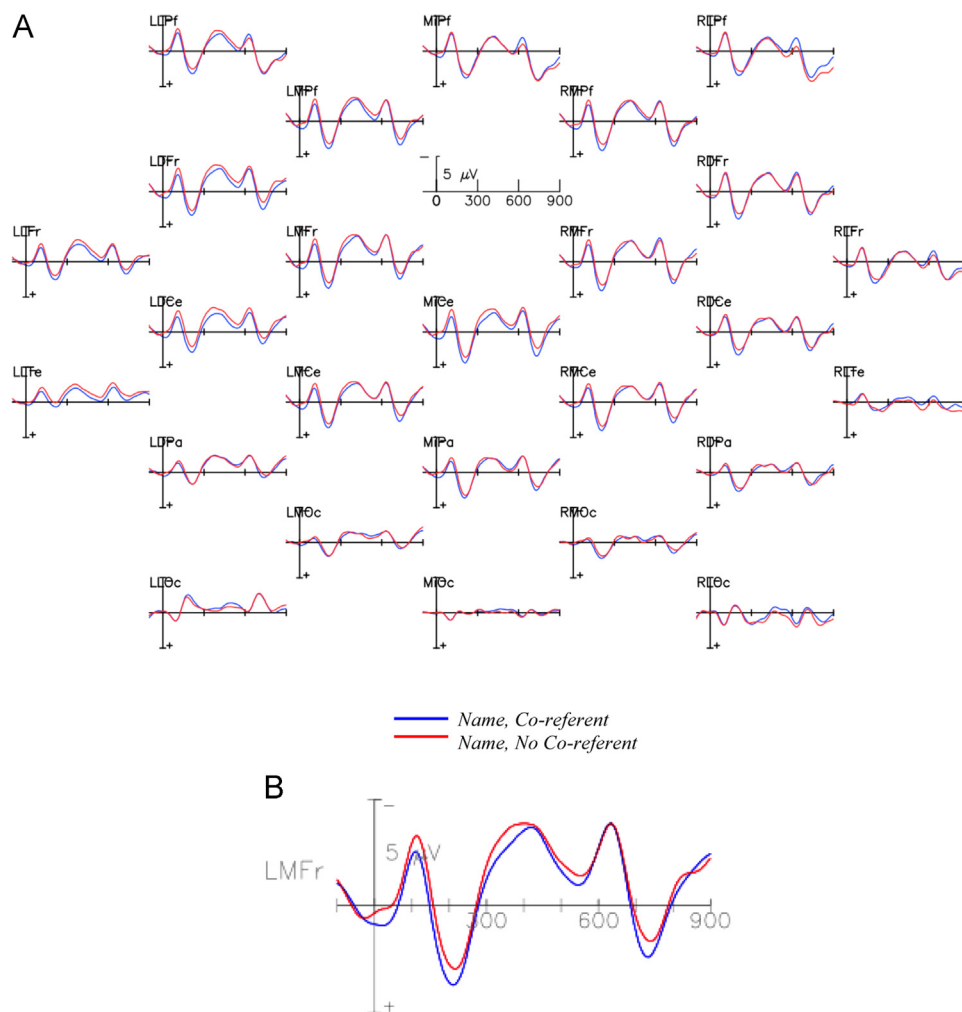 A
LLPf MiPf RLPf
LMPf RMPf
LDFr RDFr
5 μV
0 300 600 900
LLFr LMFr RMFr RLFr
LDCe MiCe RDCe
LLTe LMCe RMCe RLTe
LDPa MiPa RDPa
LMOc RMOc
LLOc MiOc RLOc
Name, Co-referent
Name, No Co-referent
B
−
5 μV
LMFr
300 600 900
+